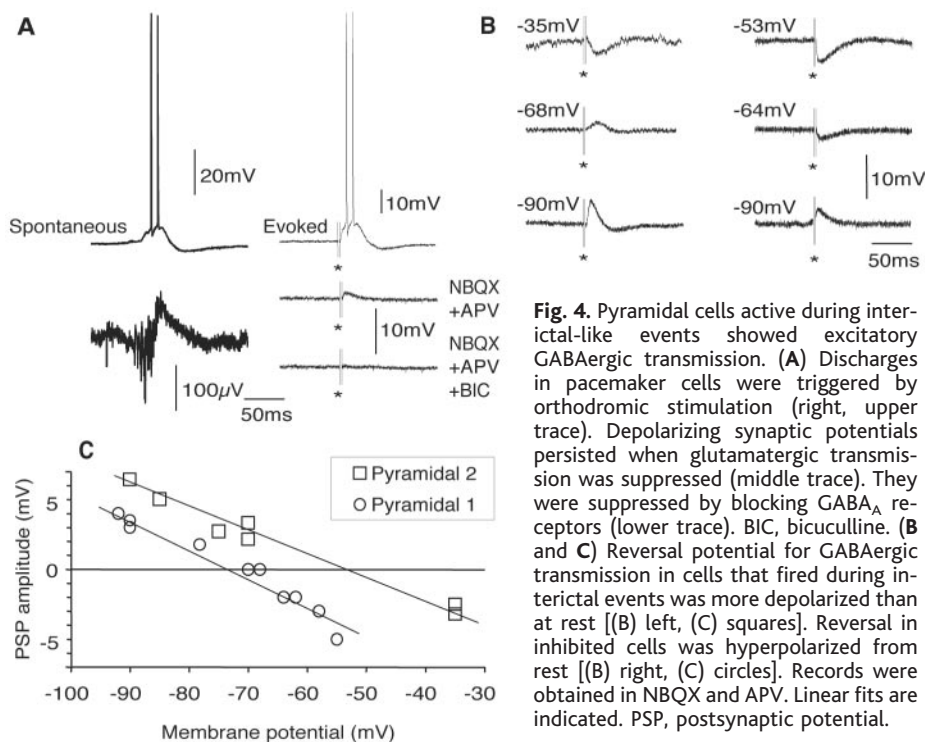 A
B
Spontaneous
20mV
Evoked
10mV
*
NBQX
+APV
*
10mV
NBQX
+APV
+BIC
*
100µV
50ms
-35mV
*
-53mV
*
-68mV
*
-64mV
*
10mV
-90mV
*
-90mV
*
50ms
C
Pyramidal 2
Pyramidal 1
PSP amplitude (mV)
5
0
-5
-100 -90 -80 -70 -60 -50 -40 -30
Membrane potential (mV)
Fig. 4. Pyramidal cells active during inter-
ictal-like events showed excitatory
GABAergic transmission. (A) Discharges
in pacemaker cells were triggered by
orthodromic stimulation (right, upper
trace). Depolarizing synaptic potentials
persisted when glutamatergic transmis-
sion was suppressed (middle trace). They
were suppressed by blocking GABAA re-
ceptors (lower trace). BIC, bicuculline. (B
and C) Reversal potential for GABAergic
transmission in cells that fired during in-
terictal events was more depolarized than
at rest [(B) left, (C) squares]. Reversal in
inhibited cells was hyperpolarized from
rest [(B) right, (C) circles]. Records were
obtained in NBQX and APV. Linear fits are
indicated. PSP, postsynaptic potential.